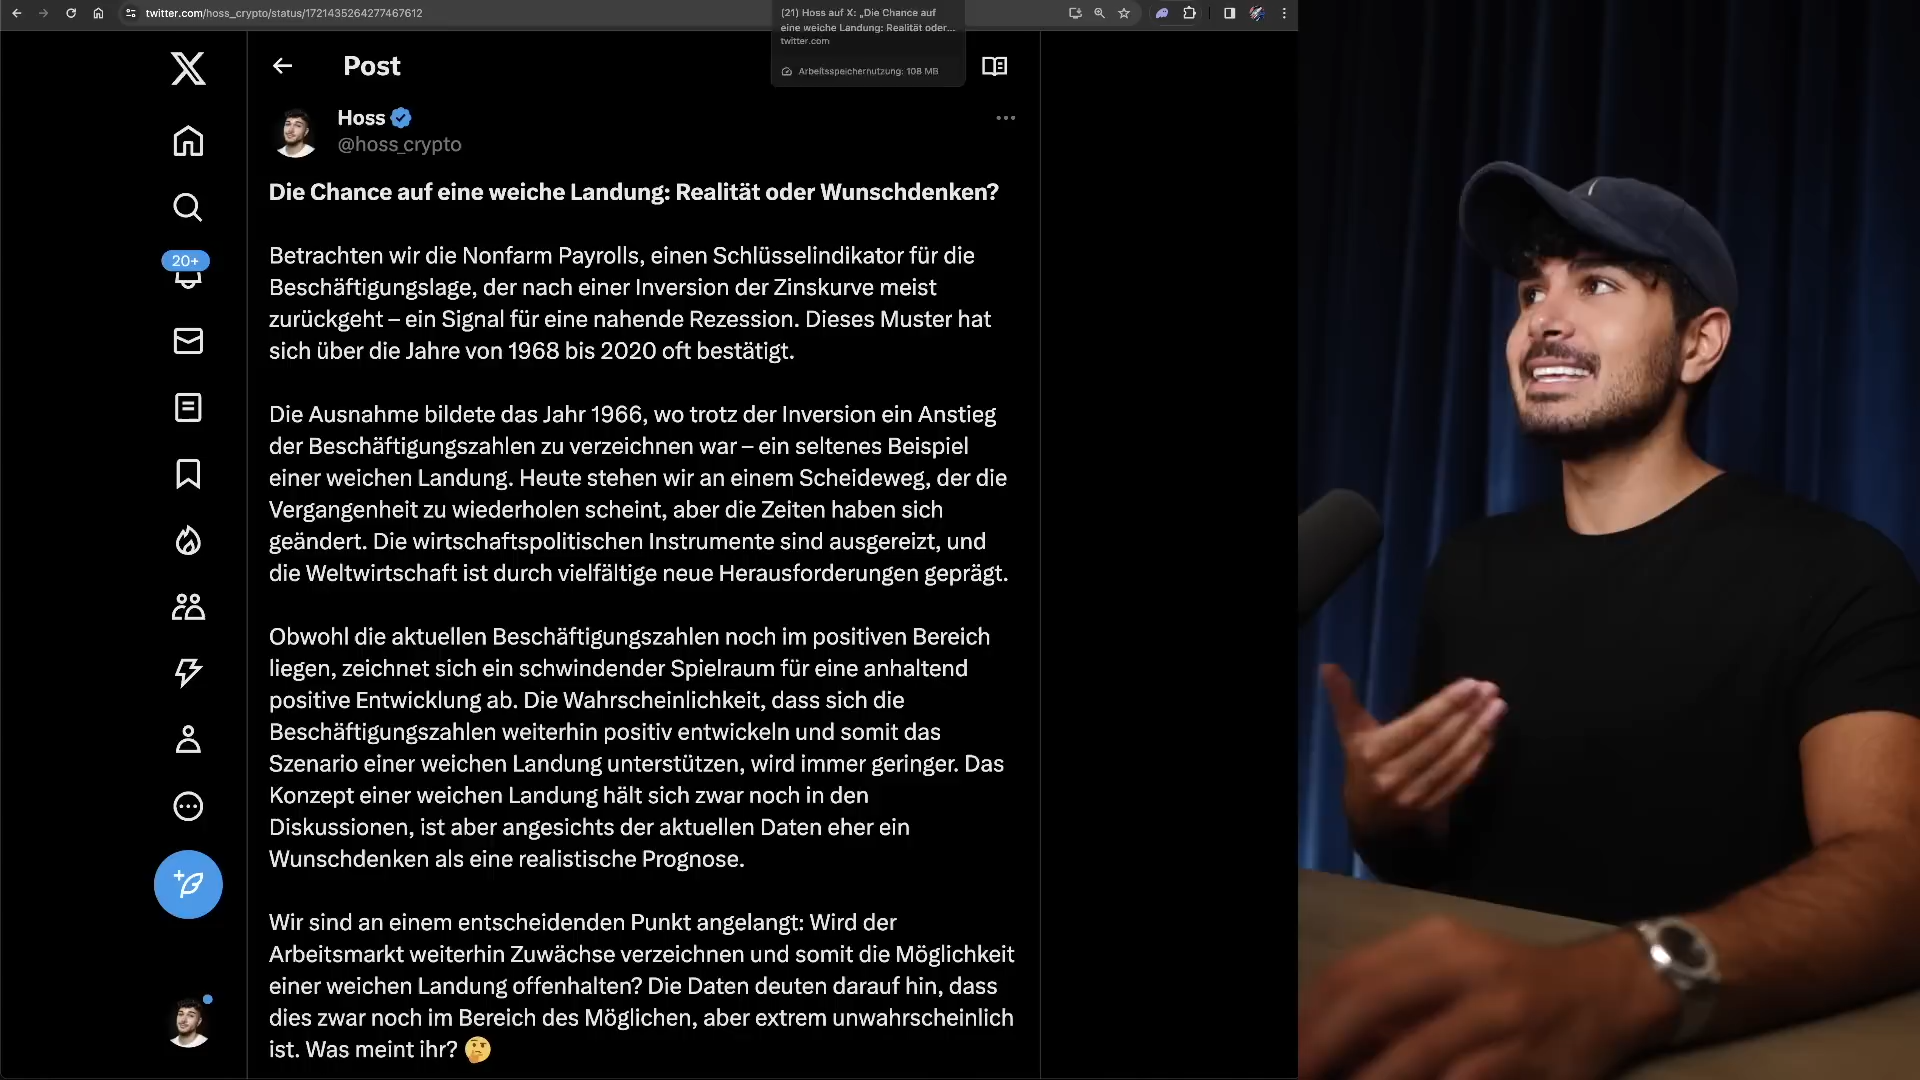 twitter.com/hoss_crypto/status/1721435264277467612
(21) Hoss auf X: „Die Chance auf
eine weiche Landung: Realität oder...
twitter.com
Arbeitsspeichernutzung: 108 MB
Post
Hoss
@hoss_crypto
20+
Die Chance auf eine weiche Landung: Realität oder Wunschdenken?
Betrachten wir die Nonfarm Payrolls, einen Schlüsselindikator für die
Beschäftigungslage, der nach einer Inversion der Zinskurve meist
zurückgeht – ein Signal für eine nahende Rezession. Dieses Muster hat
sich über die Jahre von 1968 bis 2020 oft bestätigt.
Die Ausnahme bildete das Jahr 1966, wo trotz der Inversion ein Anstieg
der Beschäftigungszahlen zu verzeichnen war – ein seltenes Beispiel
einer weichen Landung. Heute stehen wir an einem Scheideweg, der die
Vergangenheit zu wiederholen scheint, aber die Zeiten haben sich
geändert. Die wirtschaftspolitischen Instrumente sind ausgereizt, und
die Weltwirtschaft ist durch vielfältige neue Herausforderungen geprägt.
Obwohl die aktuellen Beschäftigungszahlen noch im positiven Bereich
liegen, zeichnet sich ein schwindender Spielraum für eine anhaltend
positive Entwicklung ab. Die Wahrscheinlichkeit, dass sich die
Beschäftigungszahlen weiterhin positiv entwickeln und somit das
Szenario einer weichen Landung unterstützen, wird immer geringer. Das
Konzept einer weichen Landung hält sich zwar noch in den
Diskussionen, ist aber angesichts der aktuellen Daten eher ein
Wunschdenken als eine realistische Prognose.
Wir sind an einem entscheidenden Punkt angelangt: Wird der
Arbeitsmarkt weiterhin Zuwächse verzeichnen und somit die Möglichkeit
einer weichen Landung offenhalten? Die Daten deuten darauf hin, dass
dies zwar noch im Bereich des Möglichen, aber extrem unwahrscheinlich
ist. Was meint ihr? 🤔